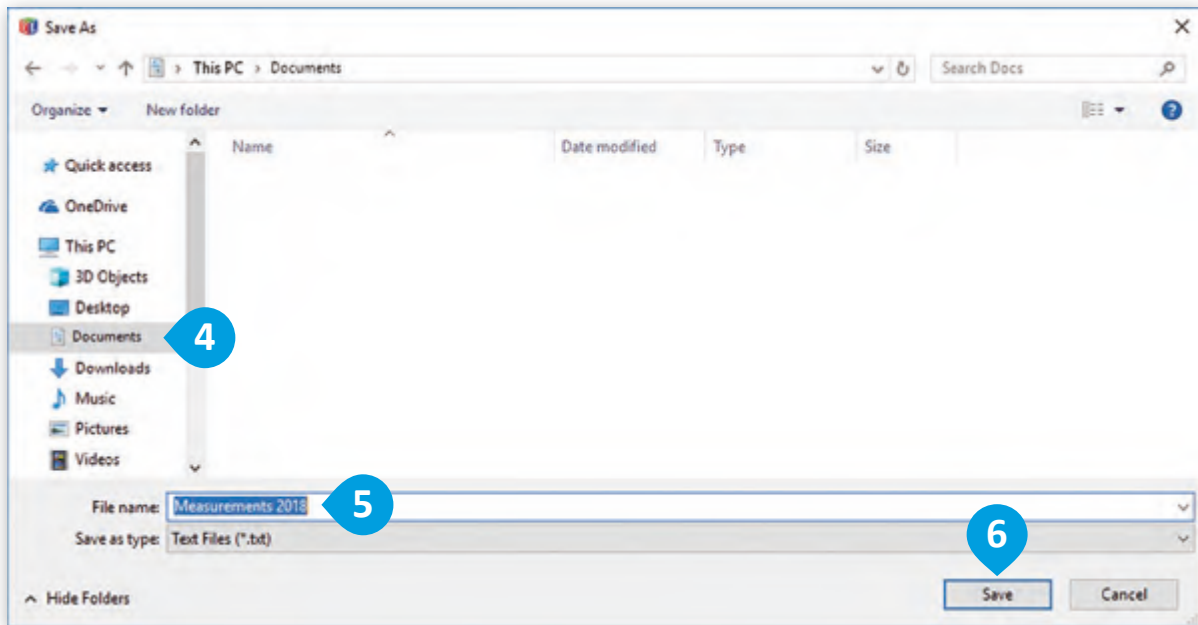 Save As
This PC > Documents
Search Docs
Organize
New folder
Name
Date modified
Type
Size
Quick access
OneDrive
This PC
3D Objects
Desktop
Documents
4
Downloads
Music
Pictures
Videos
File name: Measurements 2018
5
Save as type: Text Files (*.txt)
6
Hide Folders
Save
Cancel